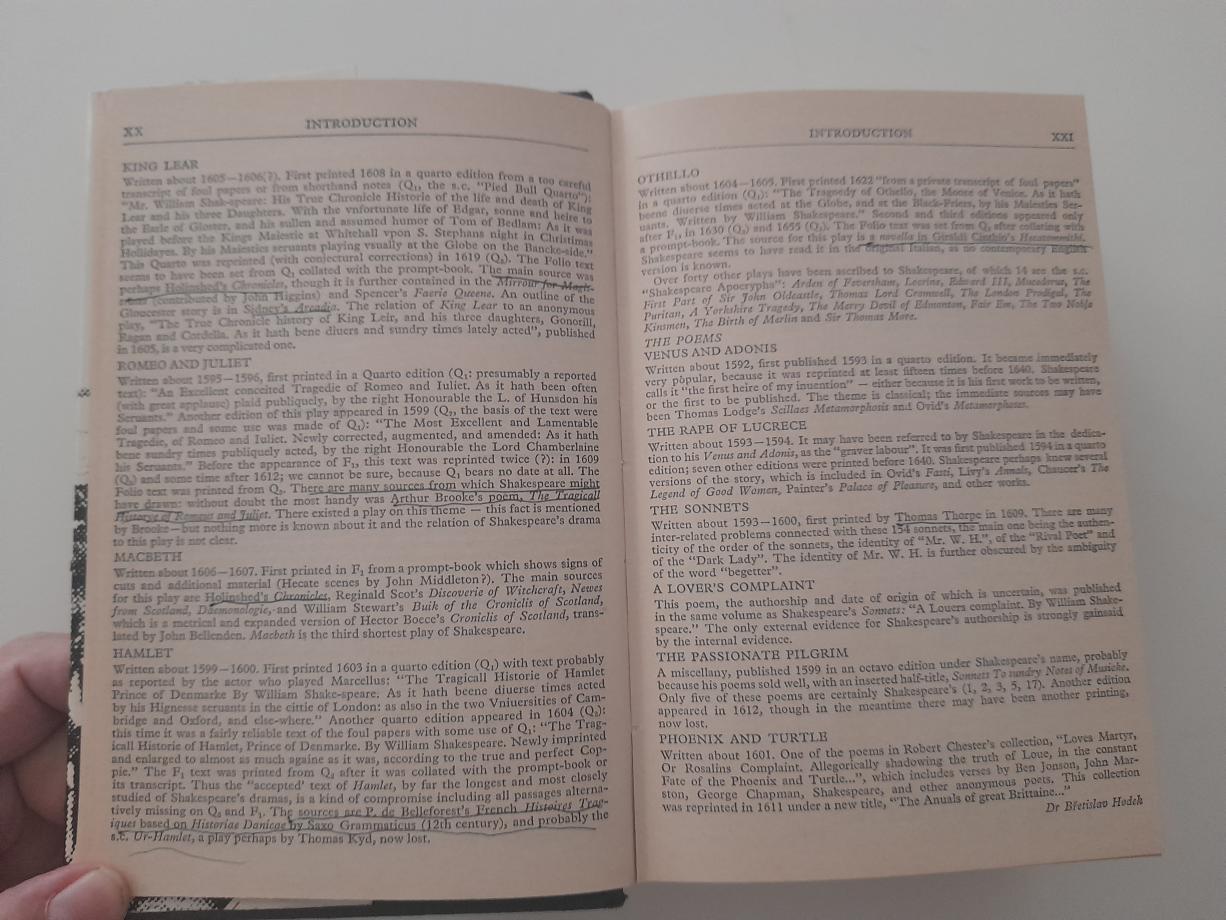 XX
INTRODUCTION
KING LEAR
Written about 1605—1606(?). First printed 1608 in a quarto edition from a too careful
transcript of foul papers or from shorthand notes (Q₁, the s.c. "Pied Bull Quarto"):
"Mr. William Shak-speare: His True Chronicle Historie of the life and death of King
Lear and his three Daughters. With the vnfortunate life of Edgar, sonne and heire to
the Earle of Gloster, and his sullen and assumed humor of Tom of Bedlam: As it was
played before the Kings Maiestie at Whitehall vpon S. Stephans night in Christmas
Hollidayes. By his Maiesties seruants playing vsually at the Globe on the Bancke-side."
This Quarto was reprinted (with conjectural corrections) in 1619 (Q₂). The Folio text
seems to have been set from Q₁ collated with the prompt-book. The main source was
perhaps Holinshed's Chronicles, though it is further contained in the Mirrour for Magis-
(contributed by John Higgins) and Spencer's Faerie Queene. An outline of the
Gloucester story is in Sidney's Arcadia. The relation of King Lear to an anonymous
play, "The True Chronicle history of King Leir, and his three daughters, Gonorill,
Ragan and Cordella. As it hath bene diuers and sundry times lately acted", published
in 1605, is a very complicated one.
ROMEO AND JULIET
Written about 1595—1596, first printed in a Quarto edition (Q₁: presumably a reported
text): "An Excellent conceited Tragedie of Romeo and Iuliet. As it hath been often
(with great applause) plaid publiquely, by the right Honourable the L. of Hunsdon his
Seruants." Another edition of this play appeared in 1599 (Q₂, the basis of the text were
foul papers and some use was made of Q₁): "The Most Excellent and Lamentable
Tragedie, of Romeo and Iuliet. Newly corrected, augmented, and amended: As it hath
bene sundry times publiquely acted, by the right Honourable the Lord Chamberlaine
his Seruants." Before the appearance of F₁, this text was reprinted twice (?): in 1609
(Q₃) and some time after 1612; we cannot be sure, because Q₄ bears no date at all. The
Folio text was printed from Q₃. There are many sources from which Shakespeare might
have drawn: without doubt the most handy was Arthur Brooke's poem, The Tragicall
Historye of Romeus and Juliet. There existed a play on this theme — this fact is mentioned
by Brooke—but nothing more is known about it and the relation of Shakespeare's drama
to this play is not clear.
MACBETH
Written about 1606—1607. First printed in F₁ from a prompt-book which shows signs of
cuts and additional material (Hecate scenes by John Middleton?). The main sources
for this play are Holinshed's Chronicles, Reginald Scot's Discoverie of Witchcraft, Newes
from Scotland, Daemonologie, and William Stewart's Buik of the Croniclis of Scotland,
which is a metrical and expanded version of Hector Boece's Croniclis of Scotland, trans-
lated by John Bellenden. Macbeth is the third shortest play of Shakespeare.
HAMLET
Written about 1599—1600. First printed 1603 in a quarto edition (Q₁) with text probably
as reported by the actor who played Marcellus: "The Tragicall Historie of Hamlet
Prince of Denmarke By William Shake-speare. As it hath beene diuerse times acted
by his Highnesse seruants in the cittie of London: as also in the two Vniuersities of Cam-
bridge and Oxford, and else-where." Another quarto edition appeared in 1604 (Q₂):
this time it was a fairly reliable text of the foul papers with some use of Q₁: "The Trag-
icall Historie of Hamlet, Prince of Denmarke. By William Shakespeare. Newly imprinted
and enlarged to almost as much againe as it was, according to the true and perfect Cop-
pie." The F₁ text was printed from Q₂ after it was collated with the prompt-book or
its transcript. Thus the "accepted' text of Hamlet, by far the longest and most closely
studied of Shakespeare's dramas, is a kind of compromise including all passages alterna-
tively missing on Q₂ and F₁. The sources are P. de Belleforest's French Histoires Trag-
iques based on Historiae Danicae by Saxo Grammaticus (12th century), and probably the
s.c. Ur-Hamlet, a play perhaps by Thomas Kyd, now lost.
INTRODUCTION
XXI
OTHELLO
Written about 1604—1605. First printed 1622 "from a private transcript of foul papers"
in a quarto edition (Q₁): "The Tragoedy of Othello, the Moore of Venice. As it hath
beene diuerse times acted at the Globe, and at the Black-Friers, by his Maiesties Ser-
uants. Written by William Shakespeare." Second and third editions appeared only
after F₁, in 1630 (Q₂) and 1655 (Q₃). The Folio text was set from Q₁ after collating with
a prompt-book. The source for this play is a novella in Giraldi Cinthio's Hecatommithi.
Shakespeare seems to have read it in the original Italian, as no contemporary English
version is known.
Over forty other plays have been ascribed to Shakespeare, of which 14 are the s.c.
"Shakespeare Apocrypha": Arden of Feversham, Locrine, Edward III, Mucedorus, The
First Part of Sir John Oldcastle, Thomas Lord Cromwell, The London Prodigal, The
Puritan, A Yorkshire Tragedy, The Merry Devil of Edmonton, Fair Em, The Two Noble
Kinsmen, The Birth of Merlin and Sir Thomas More.
THE POEMS
VENUS AND ADONIS
Written about 1592, first published 1593 in a quarto edition. It became immediately
very popular, because it was reprinted at least fifteen times before 1640. Shakespeare
calls it "the first heire of my inuention" — either because it is his first work to be written,
or the first to be published. The theme is classical; the immediate sources may have
been Thomas Lodge's Scillaes Metamorphosis and Ovid's Metamorphoses.
THE RAPE OF LUCRECE
Written about 1593—1594. It may have been referred to by Shakespeare in the dedica-
tion to his Venus and Adonis, as the "graver labour". It was first published 1594 in a quarto
edition; seven other editions were printed before 1640. Shakespeare perhaps knew several
versions of the story, which is included in Ovid's Fasti, Livy's Annals, Chaucer's The
Legend of Good Women, Painter's Palace of Pleasure, and other works.
THE SONNETS
Written about 1593—1600, first printed by Thomas Thorpe in 1609. There are many
inter-related problems connected with these 154 sonnets, the main one being the authen-
ticity of the order of the sonnets, the identity of "Mr. W. H.", of the "Rival Poet" and
of the "Dark Lady". The identity of Mr. W. H. is further obscured by the ambiguity
of the word "begetter".
A LOVER'S COMPLAINT
This poem, the authorship and date of origin of which is uncertain, was published
in the same volume as Shakespeare's Sonnets: "A Louers complaint. By William Shake-
speare." The only external evidence for Shakespeare's authorship is strongly gainsaid
by the internal evidence.
THE PASSIONATE PILGRIM
A miscellany, published 1599 in an octavo edition under Shakespeare's name, probably
because his poems sold well, with an inserted half-title, Sonnets To sundry Notes of Musicke.
Only five of these poems are certainly Shakespeare's (1, 2, 3, 5, 17). Another edition
appeared in 1612, though in the meantime there may have been another printing,
now lost.
PHOENIX AND TURTLE
Written about 1601. One of the poems in Robert Chester's collection, "Loves Martyr,
Or Rosalins Complaint. Allegorically shadowing the truth of Loue, in the constant
Fate of the Phoenix and Turtle...", which includes verses by Ben Jonson, John Mar-
ston, George Chapman, Shakespeare, and other anonymous poets. This collection
was reprinted in 1611 under a new title, "The Anuals of great Brittaine..."
Dr Břetislav Hodek